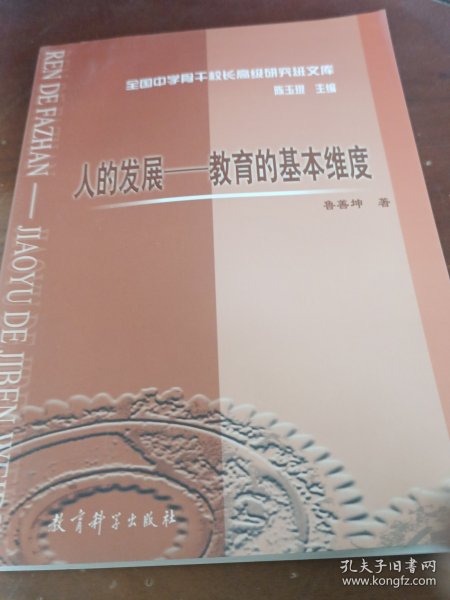 全国中学骨干校长高级研究班文库
陈玉琨 主编
人的发展——教育的基本维度
鲁善坤 著
REN DE FAZHAN — JIAOYU DE JIBEN WEIDU
教育科学出版社
孔夫子旧书网
www.kongfz.com